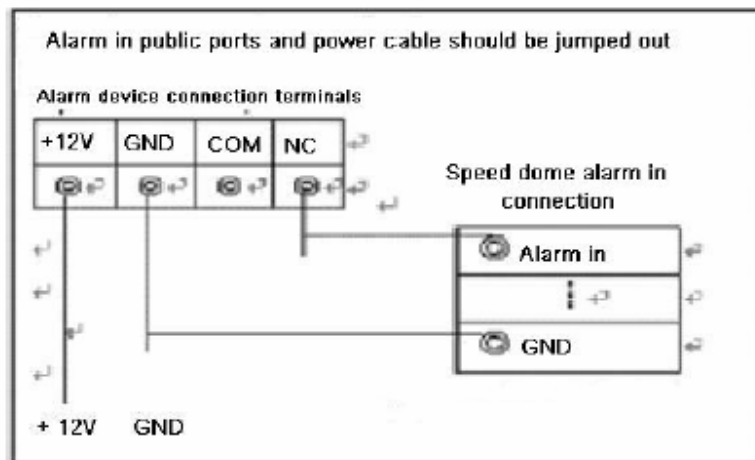 Alarm in public ports and power cable should be jumped out
Alarm device connection terminals
+12V GND COM NC
Speed dome alarm in
connection
Alarm in
GND
+ 12V GND